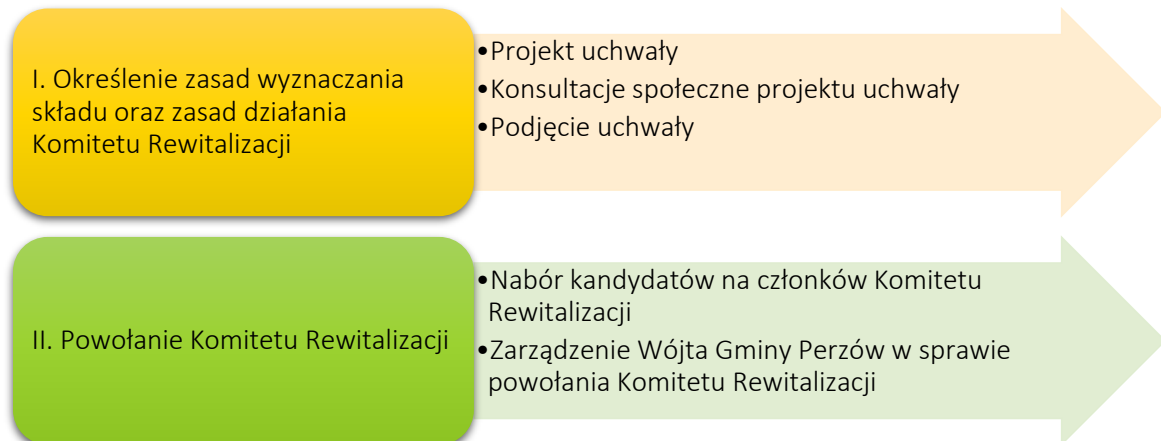 I. Określenie zasad wyznaczania
składu oraz zasad działania
Komitetu Rewitalizacji
•Projekt uchwały
•Konsultacje społeczne projektu uchwały
•Podjęcie uchwały
II. Powołanie Komitetu Rewitalizacji
•Nabór kandydatów na członków Komitetu
Rewitalizacji
•Zarządzenie Wójta Gminy Perzów w sprawie
powołania Komitetu Rewitalizacji